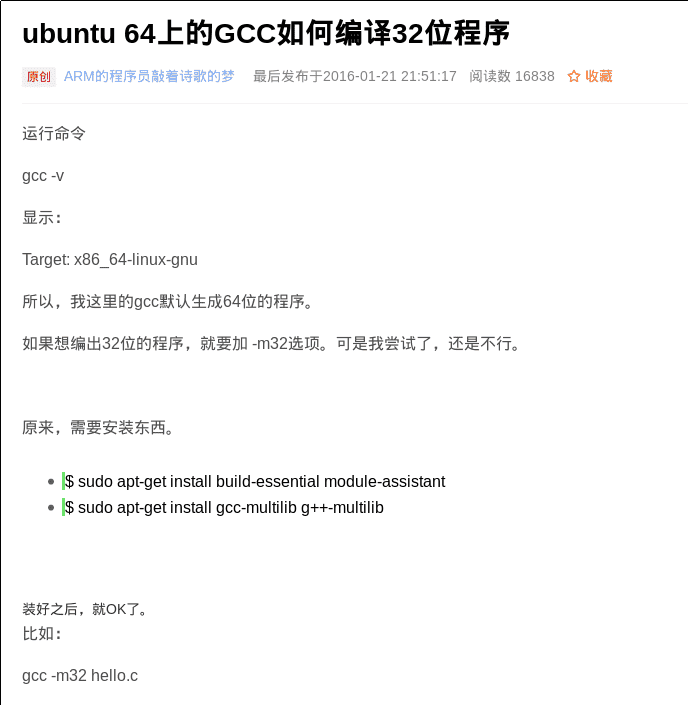 ubuntu 64上的GCC如何编译32位程序
原创 ARM的程序员敲着诗歌的梦 最后发布于2016-01-21 21:51:17 阅读数 16838 收藏
运行命令
gcc -v
显示：
Target: x86_64-linux-gnu
所以，我这里的gcc默认生成64位的程序。
如果想编出32位的程序，就要加 -m32选项。可是我尝试了，还是不行。
原来，需要安装东西。
$ sudo apt-get install build-essential module-assistant
$ sudo apt-get install gcc-multilib g++-multilib
装好之后，就OK了。
比如：
gcc -m32 hello.c